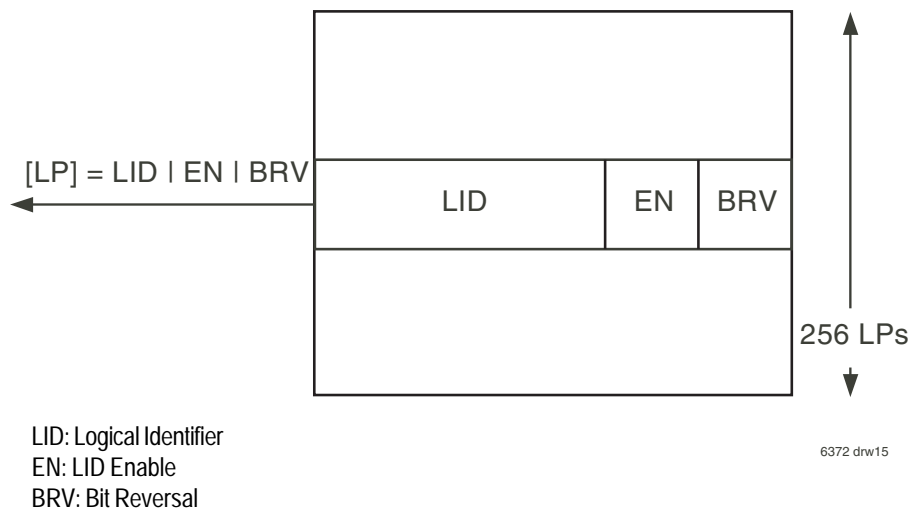 [LP] = LID | EN | BRV
LID
EN
BRV
256 LPs
LID: Logical Identifier
EN: LID Enable
BRV: Bit Reversal
6372 drw15